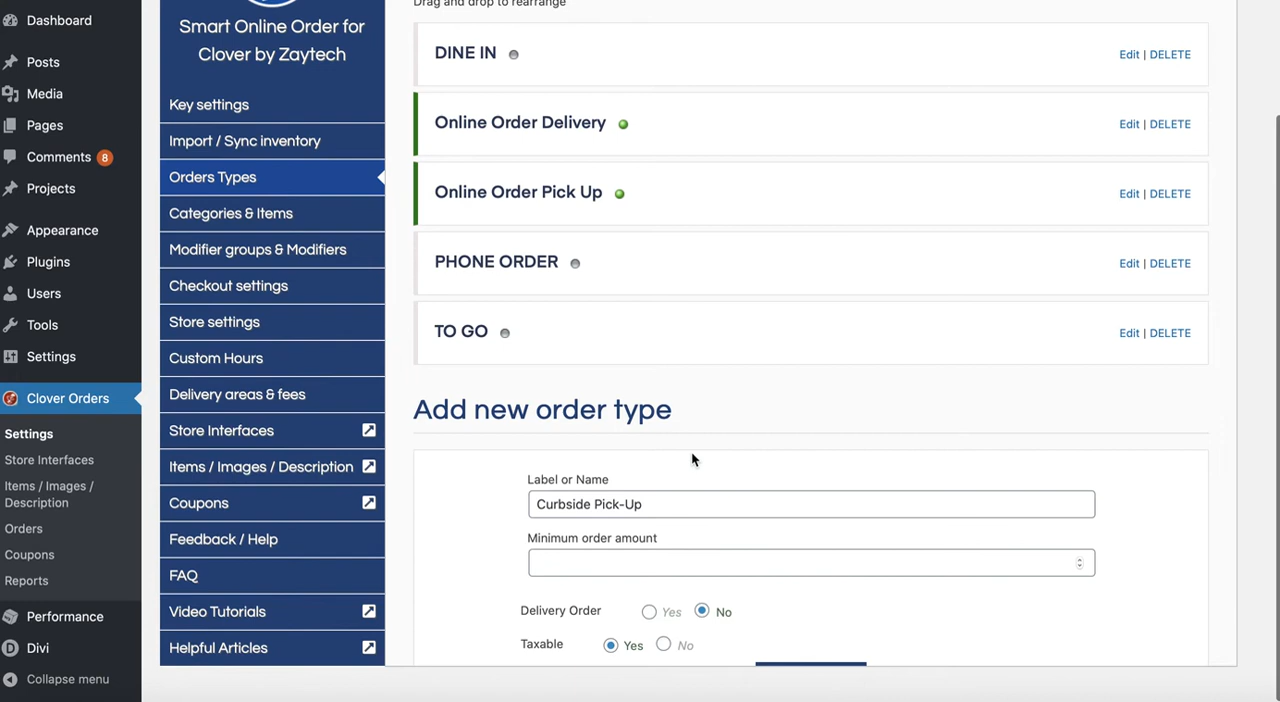 Dashboard
Posts
Media
Pages
Comments 8
Projects
Appearance
Plugins
Users
Tools
Settings
Clover Orders
Settings
Store Interfaces
Items / Images /
Description
Orders
Coupons
Reports
Performance
Divi
Collapse menu
Smart Online Order for
Clover by Zaytech
Key settings
Import / Sync inventory
Orders Types
Categories & Items
Modifier groups & Modifiers
Checkout settings
Store settings
Custom Hours
Delivery areas & fees
Store Interfaces
Items / Images / Description
Coupons
Feedback / Help
FAQ
Video Tutorials
Helpful Articles
Drag and drop to rearrange
DINE IN Edit | DELETE
Online Order Delivery Edit | DELETE
Online Order Pick Up Edit | DELETE
PHONE ORDER Edit | DELETE
TO GO Edit | DELETE
Add new order type
Label or Name
Curbside Pick-Up
Minimum order amount
Delivery Order Yes No
Taxable Yes No